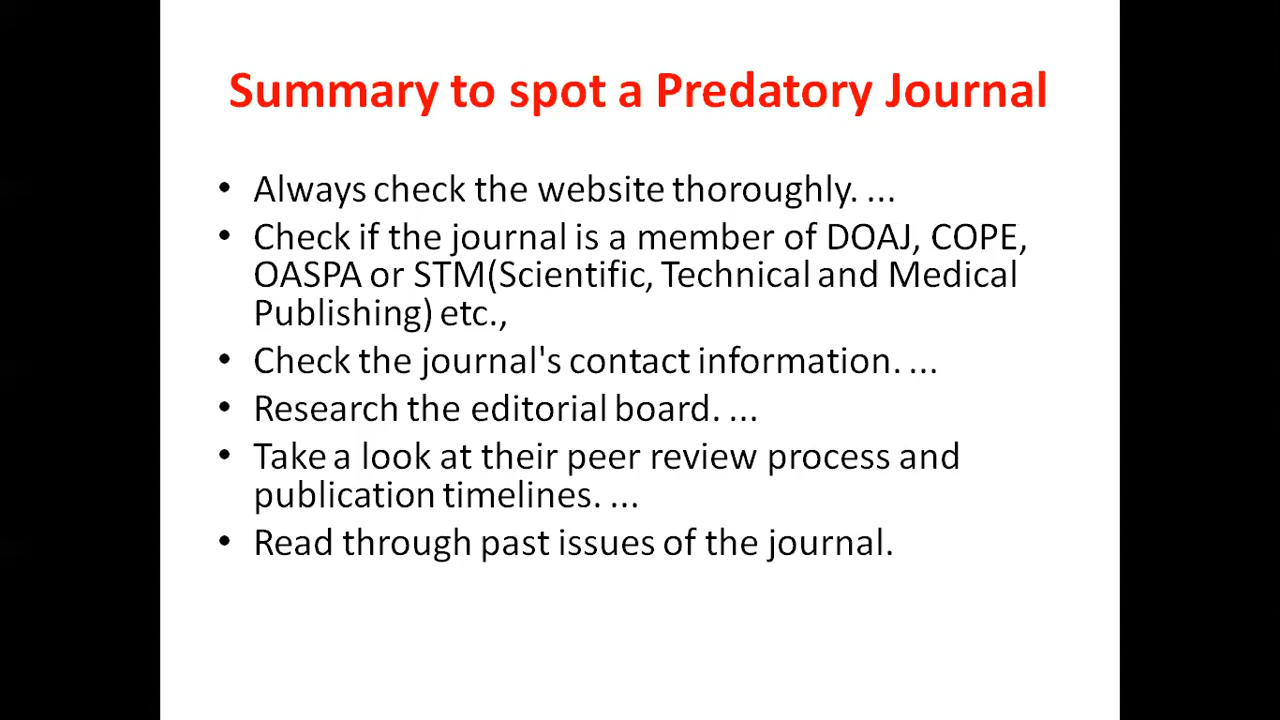 Summary to spot a Predatory Journal
• Always check the website thoroughly. ...
• Check if the journal is a member of DOAJ, COPE,
OASPA or STM(Scientific, Technical and Medical
Publishing) etc.,
• Check the journal's contact information. ...
• Research the editorial board. ...
• Take a look at their peer review process and
publication timelines. ...
• Read through past issues of the journal.